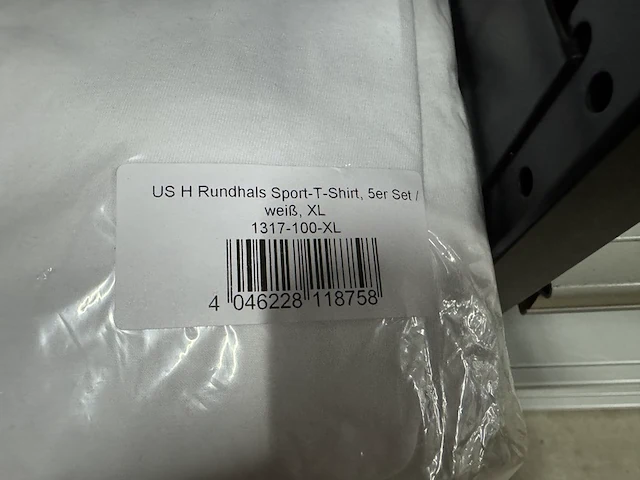 US H Rundhals Sport-T-Shirt, 5er Set /
weiß, XL
1317-100-XL
4 046228 118758